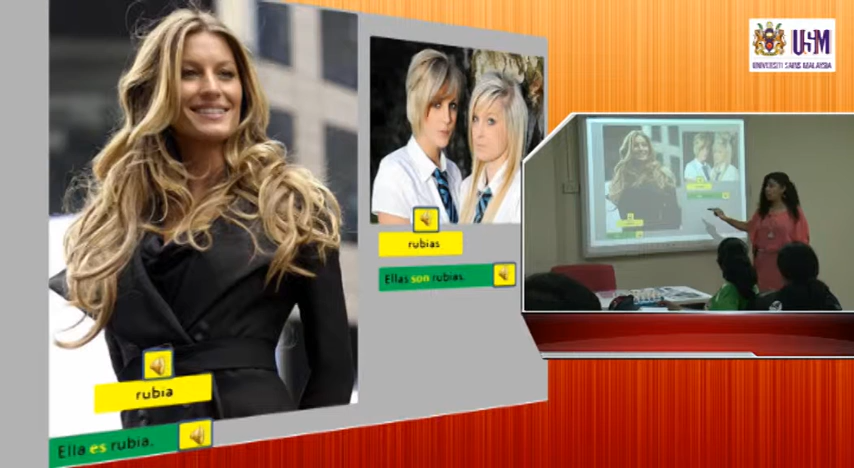 USM
UNIVERSITI SAINS MALAYSIA
rubias
Ellas son rubias.
rubia
Ella es rubia.